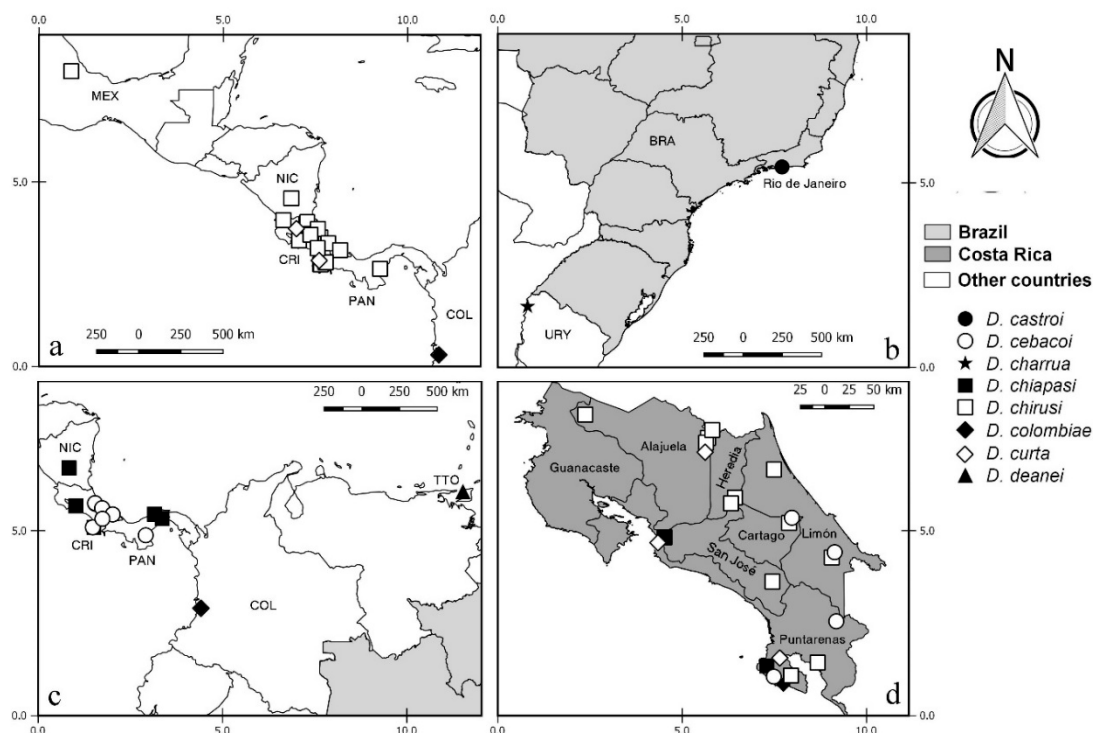 5.0 10.0
5.0 10.0
MEX
NIC
CRI
PAN
COL
250 0 250 500 km
a
5.0
0.0
BRA
Rio de Janeiro
URY
250 0 250 500 km
b
5.0
0.0
N
Brazil
Costa Rica
Other countries
D. castroi
D. cebacoi
D. charrua
D. chiapasi
D. chirusi
D. colombiae
D. curta
D. deanei
250 0 250 500 km
NIC
TTO
CRI
PAN
COL
c
5.0
0.0
0.0 5.0 10.0
25 0 25 50 km
Alajuela
Guanacaste
Heredia
Cartago
Limón
San José
Puntarenas
d
5.0
0.0
5.0 10.0